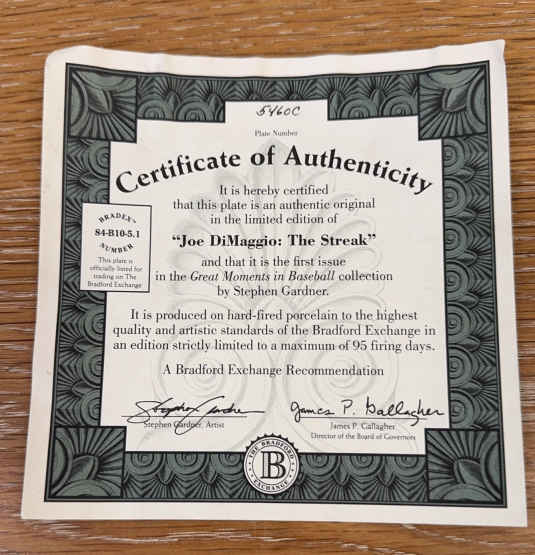 5460C
Plate Number
Certificate of Authenticity
It is hereby certified
that this plate is an authentic original
in the limited edition of
“Joe DiMaggio: The Streak”
and that it is the first issue
in the Great Moments in Baseball collection
by Stephen Gardner.
BRADEX™
84-B10-5.1
NUMBER
This plate is
officially listed for
trading on The
Bradford Exchange
It is produced on hard-fired porcelain to the highest
quality and artistic standards of the Bradford Exchange in
an edition strictly limited to a maximum of 95 firing days.
A Bradford Exchange Recommendation
Stephen Gardner
Stephen Gardner, Artist
James P. Gallagher
James P. Gallagher
Director of the Board of Governors
THE BRADFORD
B
EXCHANGE